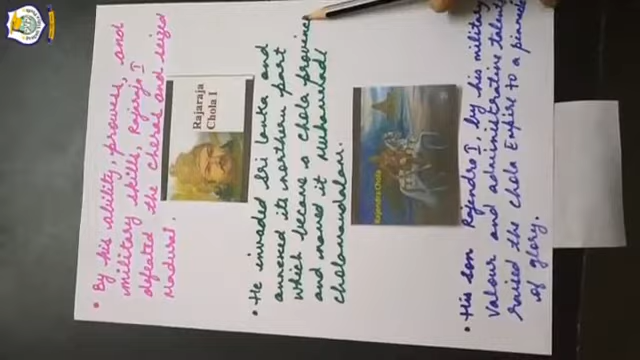 • By his ability, prowess, and
military skills, Rajaraja I
defeated the cheras and seized
Madurai.
Rajaraja
Chola I
• He invaded Sri Lanka and
annexed its northern part
which became a chola province
and named it Mummudi
cholamandalam.
Rajendra Chola
• His son Rajendra I, by his military
valour and administrative talent
raised the chola Empire to a pinnacle
of glory.